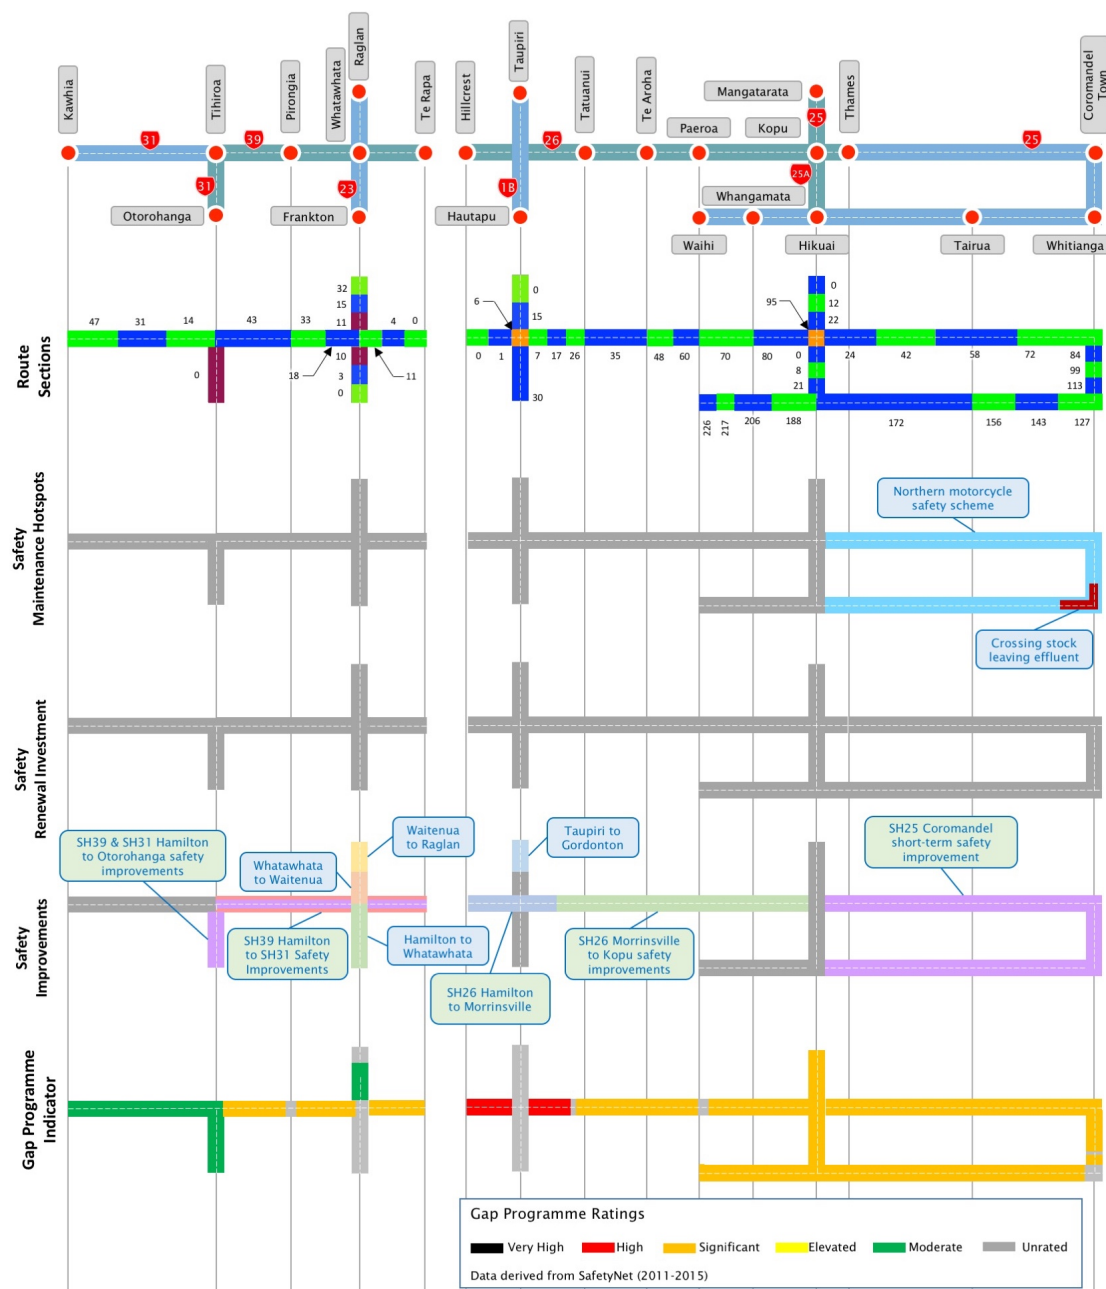 Kawhia
Tihiroa
Pirongia
Whatawhata
Raglan
Te Rapa
Hillcrest
Taupiri
Tatuanui
Te Aroha
Mangatarata
Paeroa
Kopu
Thames
Coromandel
Town
31
39
26
25
25
31
23
1B
25A
Otorohanga
Frankton
Hautapu
Whangamata
Waihi
Hikuai
Tairua
Whitianga
Route
Sections
47
31
14
43
33
32
15
11
4
0
0
18
10
3
0
11
6
0
15
0
1
7
17
26
35
48
60
70
80
30
95
0
12
22
0
8
21
24
42
58
72
84
99
113
226
217
206
188
172
156
143
127
Safety
Maintenance Hotspots
Northern motorcycle
safety scheme
Crossing stock
leaving effluent
Safety
Renewal Investment
Safety
Improvements
SH39 & SH31 Hamilton
to Otorohanga safety
improvements
Whatawhata
to Waitenua
Waitenua
to Raglan
SH39 Hamilton
to SH31 Safety
Improvements
Hamilton to
Whatawhata
Taupiri to
Gordonton
SH26 Hamilton
to Morrinsville
SH26 Morrinsville
to Kopu safety
improvements
SH25 Coromandel
short-term safety
improvement
Gap Programme
Indicator
Gap Programme Ratings
Very High
High
Significant
Elevated
Moderate
Unrated
Data derived from SafetyNet (2011-2015)